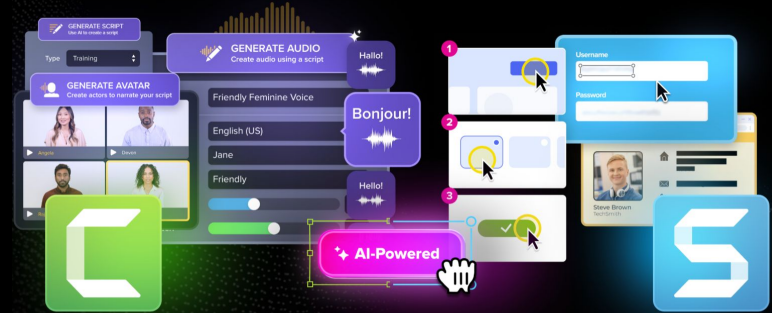 GENERATE SCRIPT
Use AI to create a script
Type
Training
GENERATE AUDIO
Create audio using a script
Hallo!
GENERATE AVATAR
Create actors to narrate your script
Friendly Feminine Voice
English (US)
Jane
Friendly
Bonjour!
Hello!
Angela
Devon
AI-Powered
1
2
3
Username
Password
Steve Brown
TechSmith